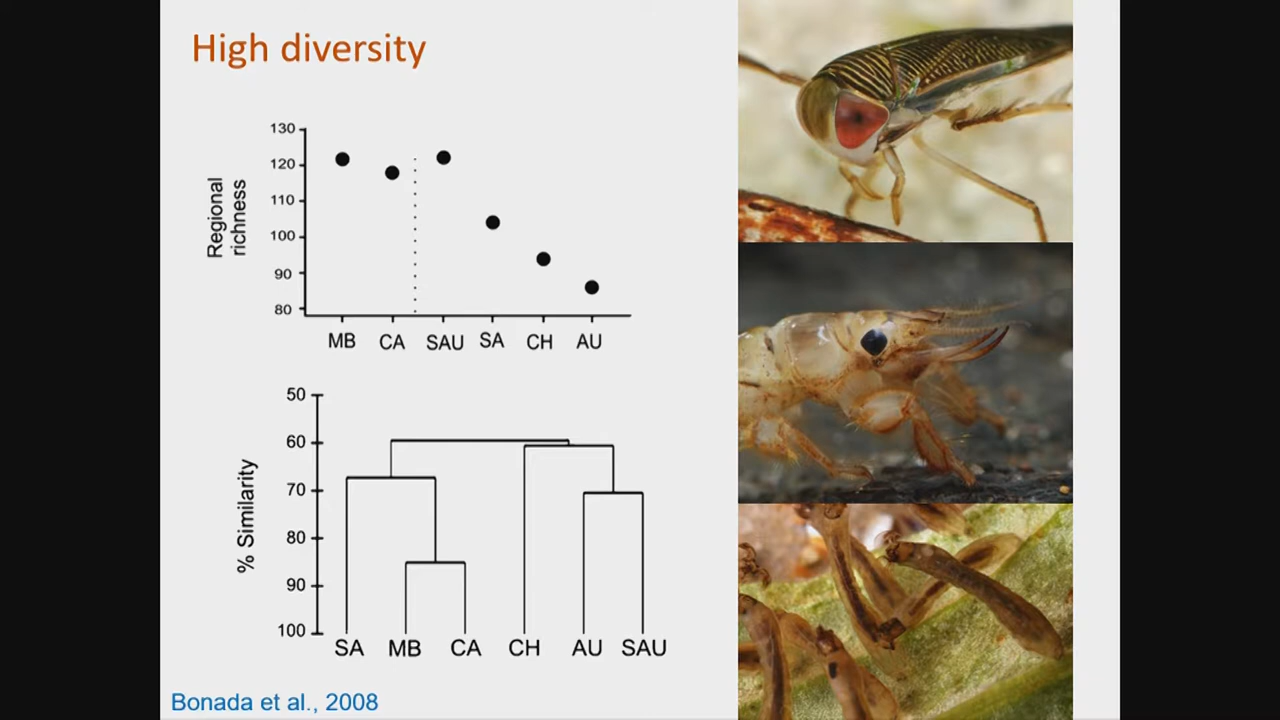 High diversity
Regional
richness
130
120
110
100
90
80
MB CA SAU SA CH AU
% Similarity
50
60
70
80
90
100
SA MB CA CH AU SAU
Bonada et al., 2008